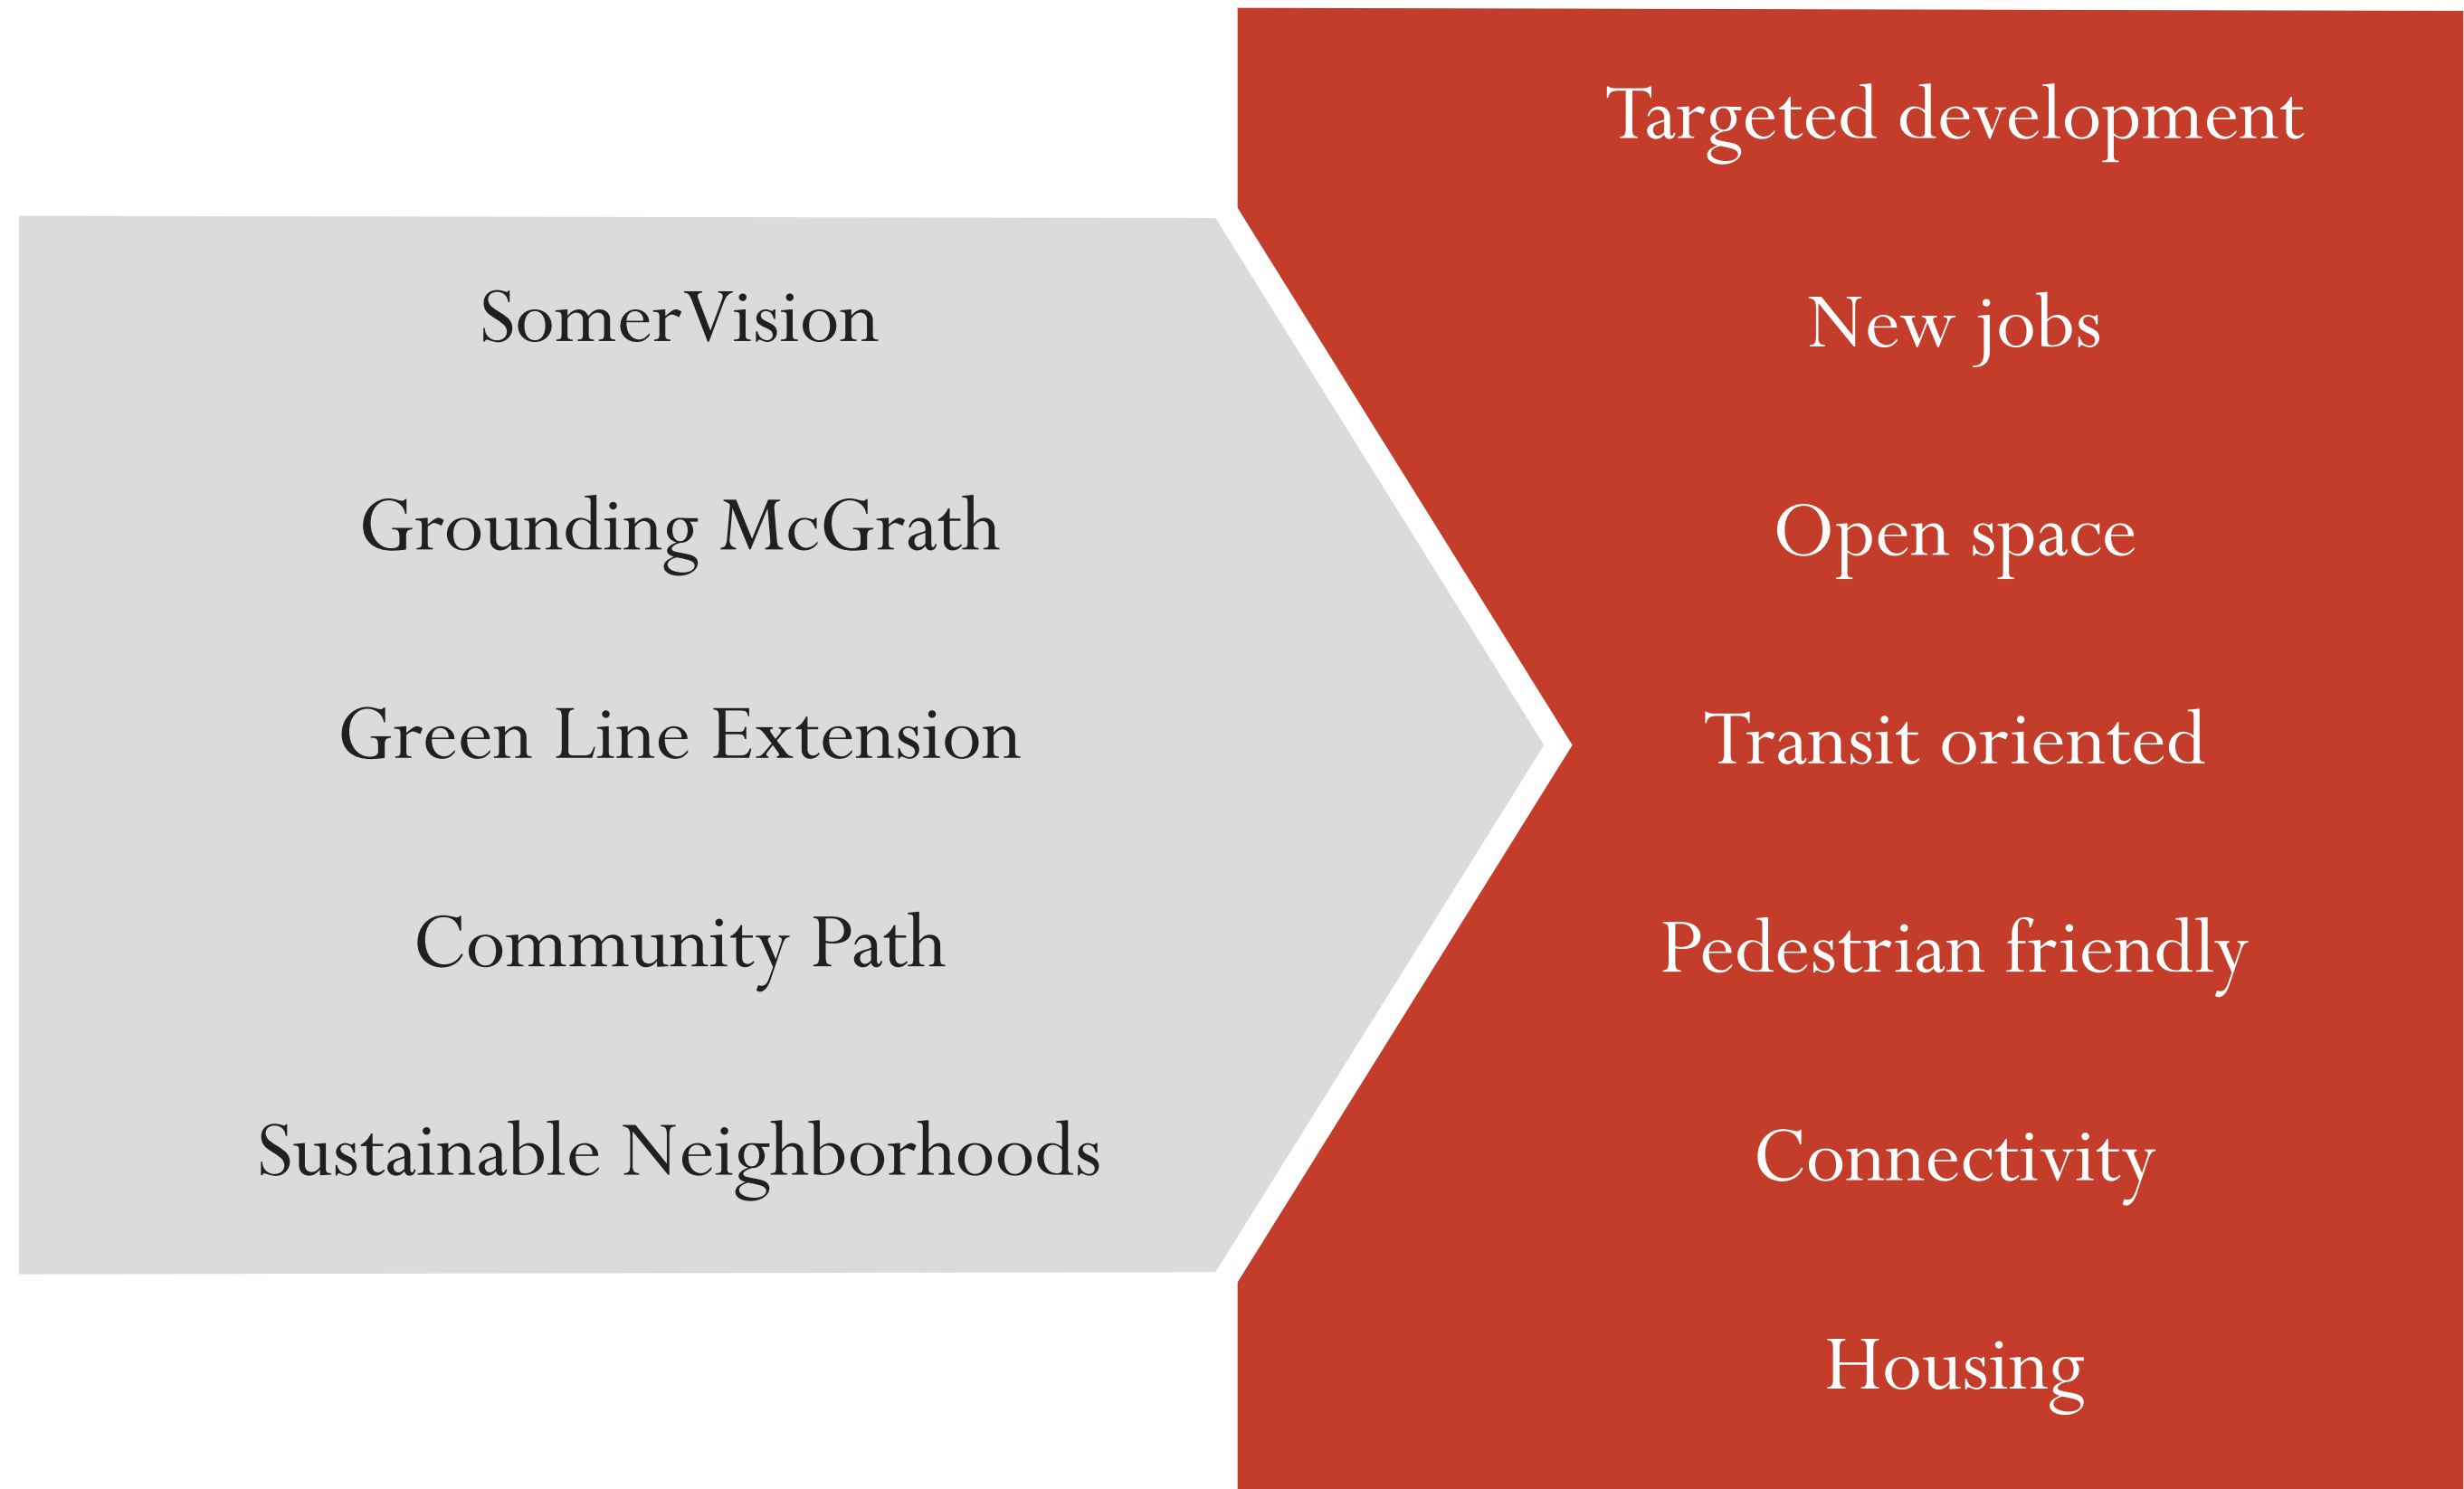 SomerVision
Grounding McGrath
Green Line Extension
Community Path
Sustainable Neighborhoods
Targeted development
New jobs
Open space
Transit oriented
Pedestrian friendly
Connectivity
Housing